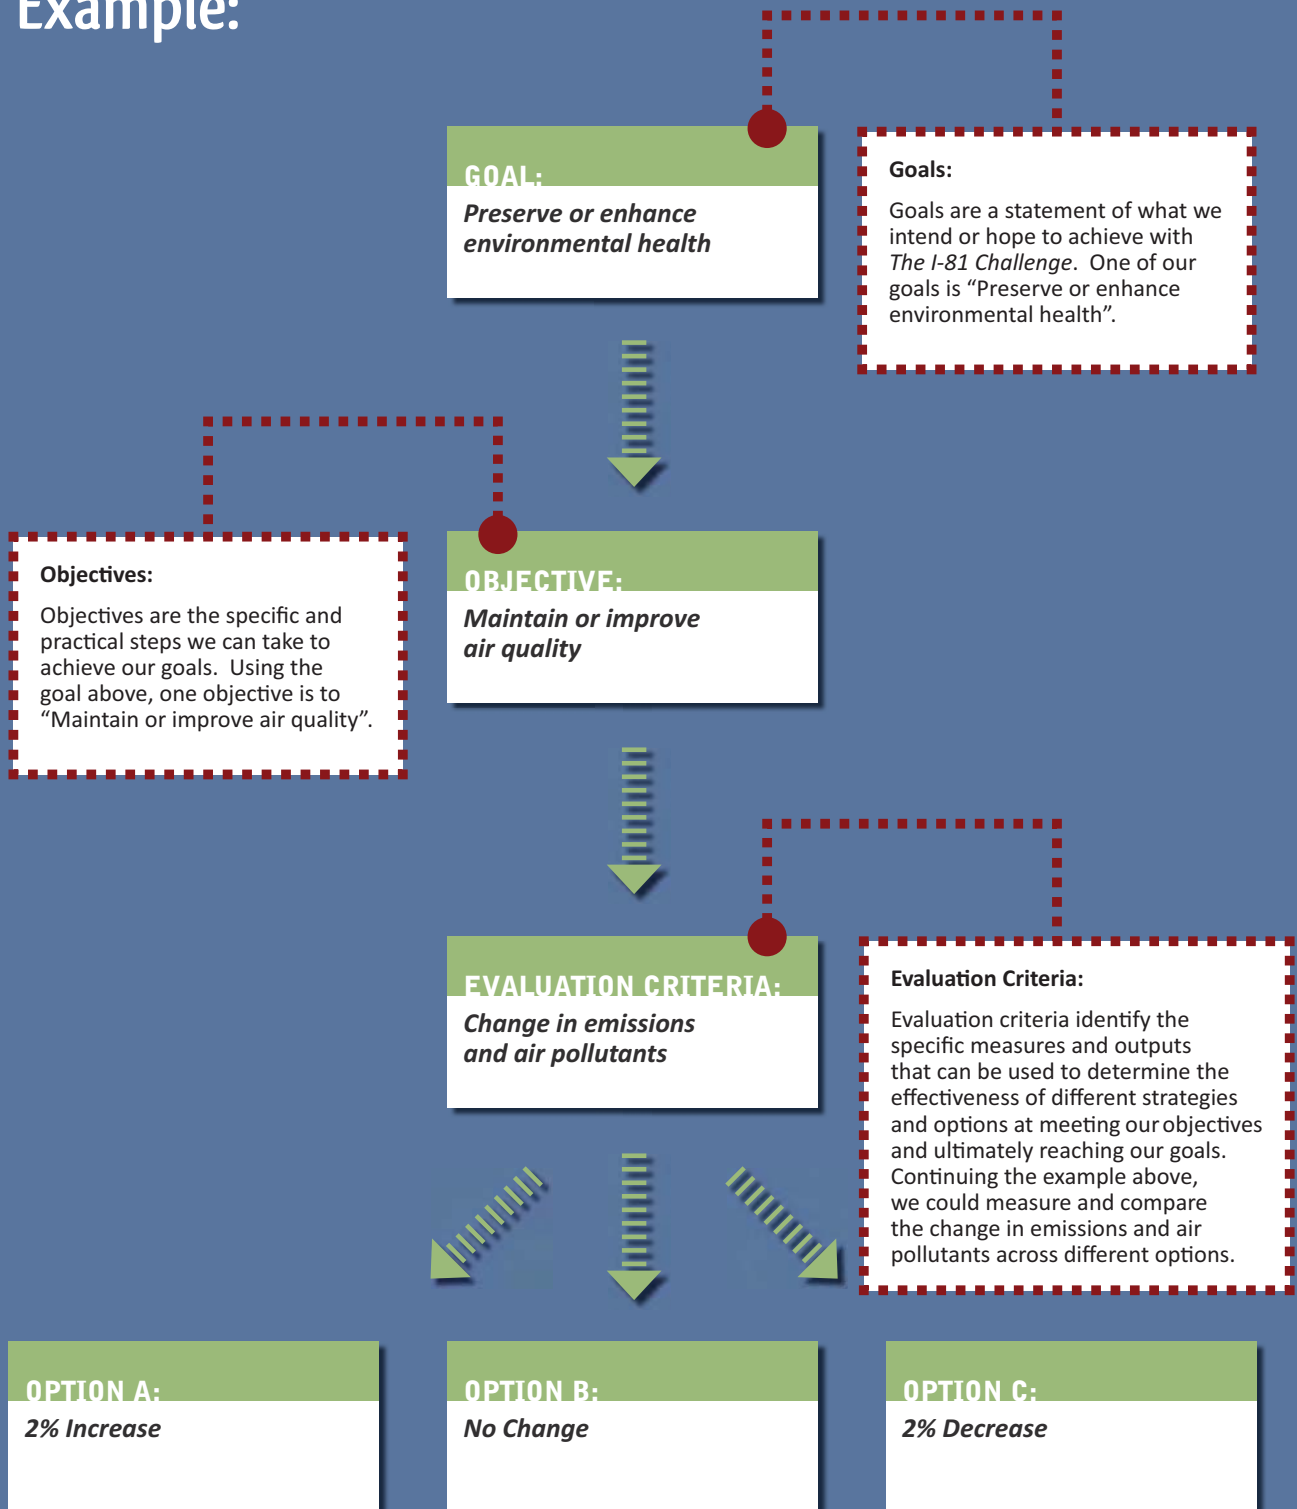 Example:
GOAL:
Preserve or enhance
environmental health
Goals:
Goals are a statement of what we
intend or hope to achieve with
The I-81 Challenge.  One of our
goals is “Preserve or enhance
environmental health”.
Objectives:
Objectives are the specific and
practical steps we can take to
achieve our goals.  Using the
goal above, one objective is to
“Maintain or improve air quality”.
OBJECTIVE:
Maintain or improve
air quality
EVALUATION CRITERIA:
Change in emissions
and air pollutants
Evaluation Criteria:
Evaluation criteria identify the
specific measures and outputs
that can be used to determine the
effectiveness of different strategies
and options at meeting our objectives
and ultimately reaching our goals.
Continuing the example above,
we could measure and compare
the change in emissions and air
pollutants across different options.
OPTION A:
2% Increase
OPTION B:
No Change
OPTION C:
2% Decrease